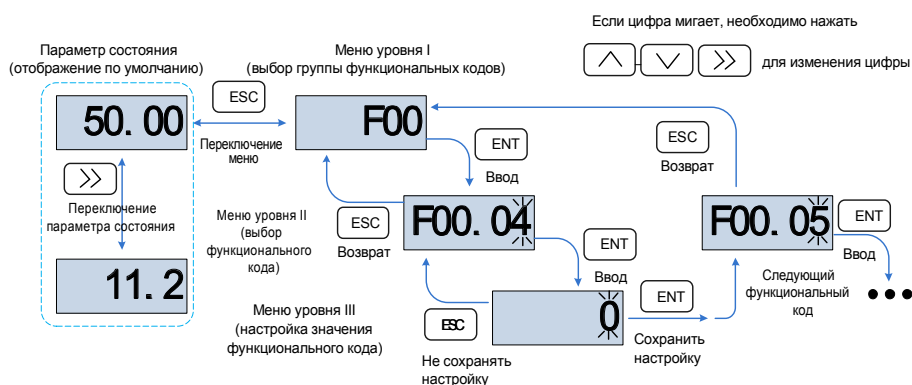 Если цифра мигает, необходимо нажать
для изменения цифры
Параметр состояния
(отображение по умолчанию)
Меню уровня I
(выбор группы функциональных кодов)
50. 00
ESC
Переключение
меню
F00
ENT
Ввод
ESC
Возврат
Переключение
параметра состояния
11. 2
Меню уровня II
(выбор
функционального
кода)
ESC
Возврат
F00. 04
ENT
Ввод
F00. 05
ENT
Ввод
Следующий
функциональный
код
Меню уровня III
(настройка значения
функционального кода)
ESC
Не сохранять
настройку
0
ENT
Сохранить
настройку